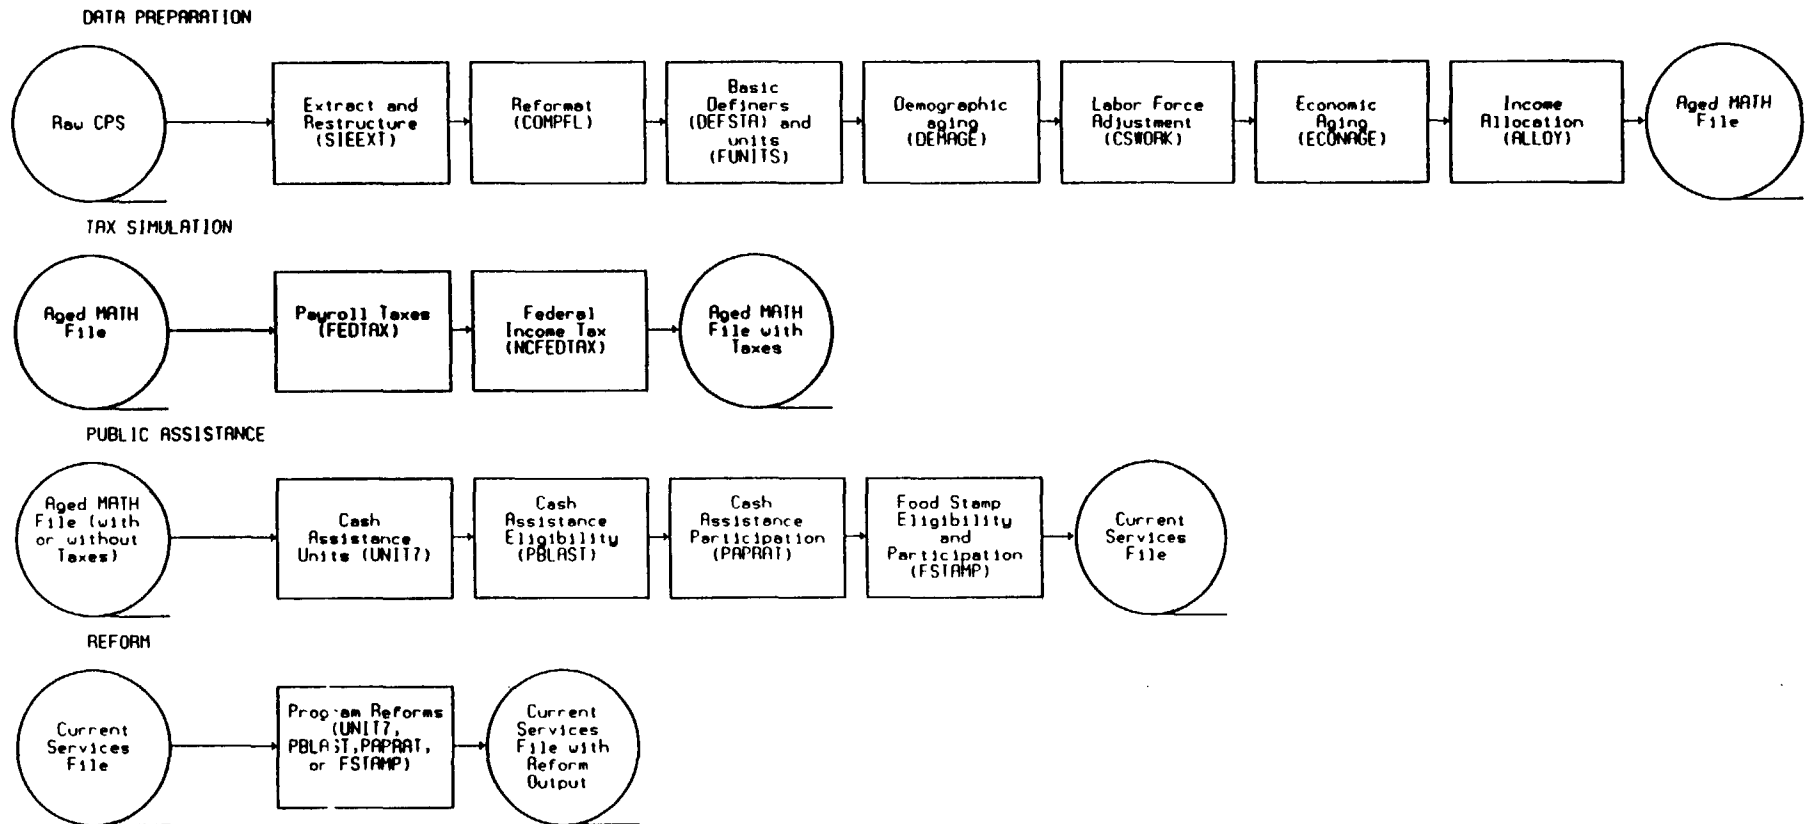 DATA PREPARATION
Raw CPS
Extract and
Restructure
(SIEEXT)
Reformat
(COMPFL)
Basic
Definers
(DEFSTA) and
units
(FUNITS)
Demographic
aging
(DEMAGE)
Labor Force
Adjustment
(CSWORK)
Economic
Aging
(ECONAGE)
Income
Allocation
(ALLOY)
Aged MATH
File
TAX SIMULATION
Aged MATH
File
Payroll Taxes
(FEDTAX)
Federal
Income Tax
(NCFEDTAX)
Aged MATH
File with
Taxes
PUBLIC ASSISTANCE
Aged MATH
File (with
or without
Taxes)
Cash
Assistance
Units (UNIT7)
Cash
Assistance
Eligibility
(PBLAST)
Cash
Assistance
Participation
(PAPRAT)
Food Stamp
Eligibility
and
Participation
(FSTAMP)
Current
Services
File
REFORM
Current
Services
File
Program Reforms
(UNIT7,
PBLAST,PAPRAT,
or FSTAMP)
Current
Services
File with
Reform
Output